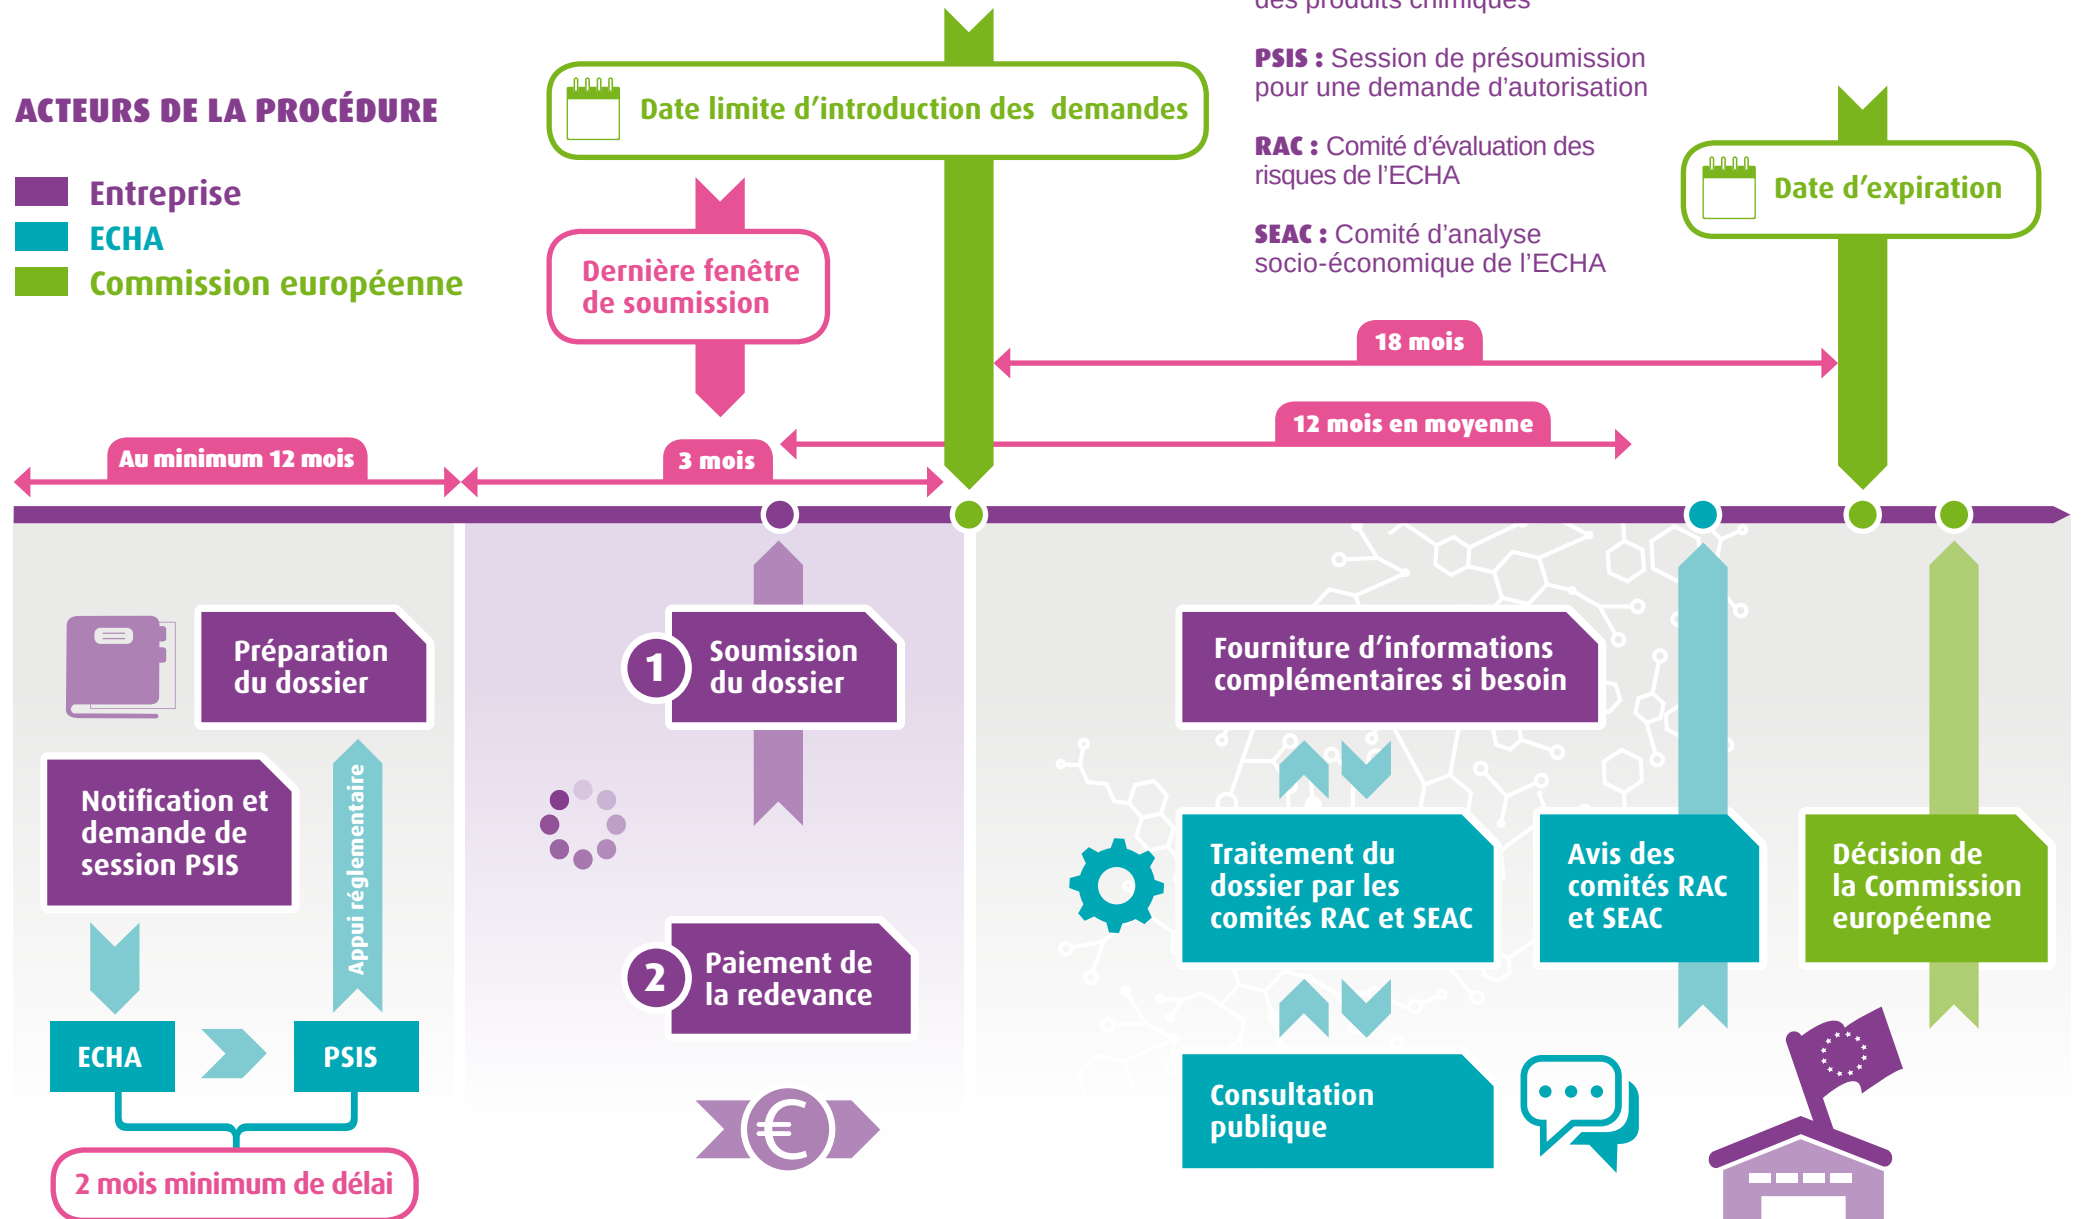 des produits chimiques
PSIS : Session de présoumission
pour une demande d'autorisation
RAC : Comité d'évaluation des
risques de l'ECHA
SEAC : Comité d'analyse
socio-économique de l'ECHA
ACTEURS DE LA PROCÉDURE
Entreprise
ECHA
Commission européenne
Date limite d'introduction des demandes
Dernière fenêtre
de soumission
Date d'expiration
18 mois
12 mois en moyenne
Au minimum 12 mois
3 mois
Préparation
du dossier
Notification et
demande de
session PSIS
Appui réglementaire
ECHA
PSIS
2 mois minimum de délai
1
Soumission
du dossier
2
Paiement de
la redevance
€
Fourniture d'informations
complémentaires si besoin
Traitement du
dossier par les
comités RAC et SEAC
Consultation
publique
Avis des
comités RAC
et SEAC
Décision de
la Commission
européenne